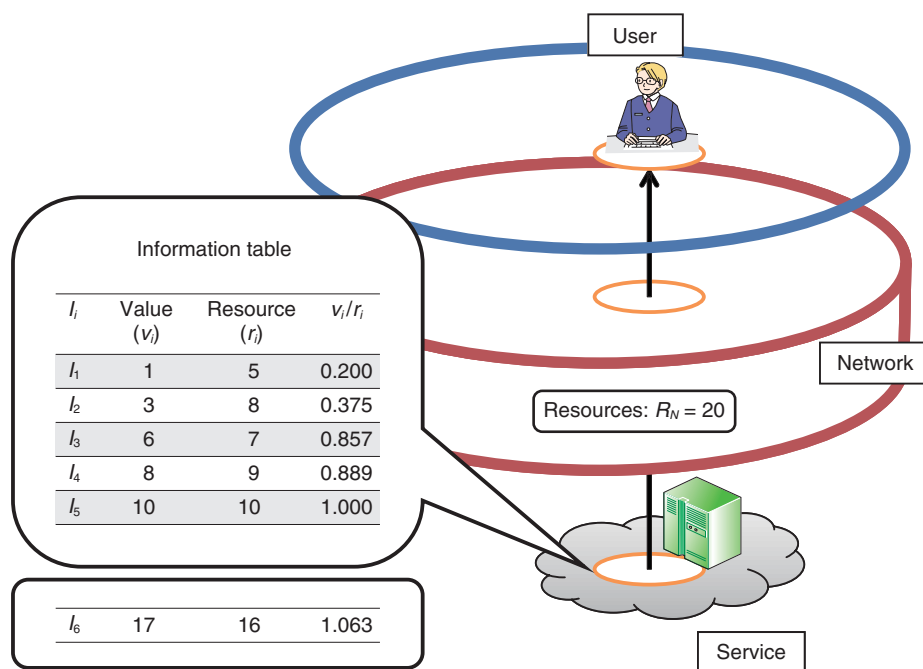 User
Information table
Iᵢ Value (vᵢ) Resource (rᵢ) vᵢ/rᵢ
I₁ 1 5 0.200
I₂ 3 8 0.375
I₃ 6 7 0.857
I₄ 8 9 0.889
I₅ 10 10 1.000
I₆ 17 16 1.063
Network
Resources: R_N = 20
Service